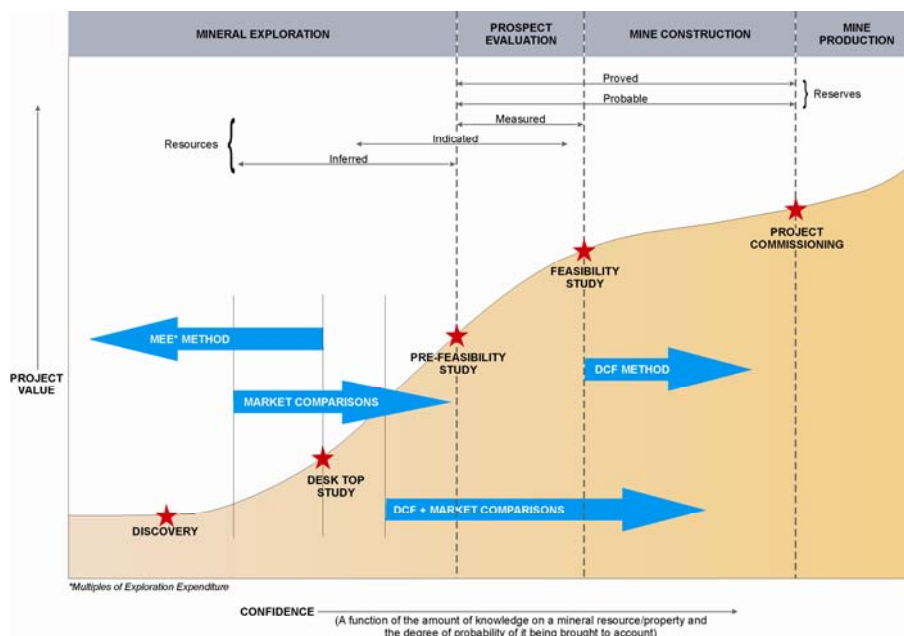 MINERAL EXPLORATION
PROSPECT
EVALUATION
MINE CONSTRUCTION
MINE
PRODUCTION
Proved
Probable
Reserves
Measured
Resources
Indicated
Inferred
PROJECT
COMMISSIONING
FEASIBILITY
STUDY
MEE* METHOD
PRE-FEASIBILITY
STUDY
DCF METHOD
PROJECT
VALUE
MARKET COMPARISONS
DESK TOP
STUDY
DCF + MARKET COMPARISONS
DISCOVERY
*Multiples of Exploration Expenditure
CONFIDENCE
(A function of the amount of knowledge on a mineral resource/property and
the degree of probability of it being brought to account)